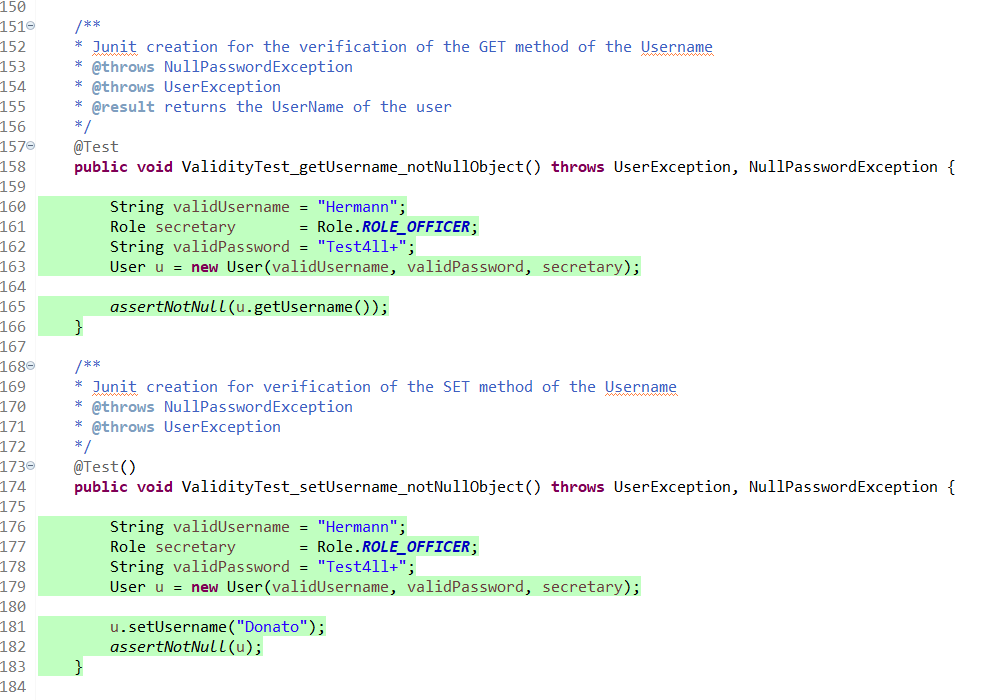 150
151    /**
152    * Junit creation for the verification of the GET method of the Username
153    * @throws NullPasswordException
154    * @throws UserException
155    * @result returns the UserName of the user
156    */
157    @Test
158    public void ValidityTest_getUsername_notNullObject() throws UserException, NullPasswordException {
159
160        String validUsername = "Hermann";
161        Role secretary       = Role.ROLE_OFFICER;
162        String validPassword = "Test4ll+";
163        User u = new User(validUsername, validPassword, secretary);
164
165        assertNotNull(u.getUsername());
166    }
167
168    /**
169    * Junit creation for verification of the SET method of the Username
170    * @throws NullPasswordException
171    * @throws UserException
172    */
173    @Test()
174    public void ValidityTest_setUsername_notNullObject() throws UserException, NullPasswordException {
175
176        String validUsername = "Hermann";
177        Role secretary       = Role.ROLE_OFFICER;
178        String validPassword = "Test4ll+";
179        User u = new User(validUsername, validPassword, secretary);
180
181        u.setUsername("Donato");
182        assertNotNull(u);
183    }
184